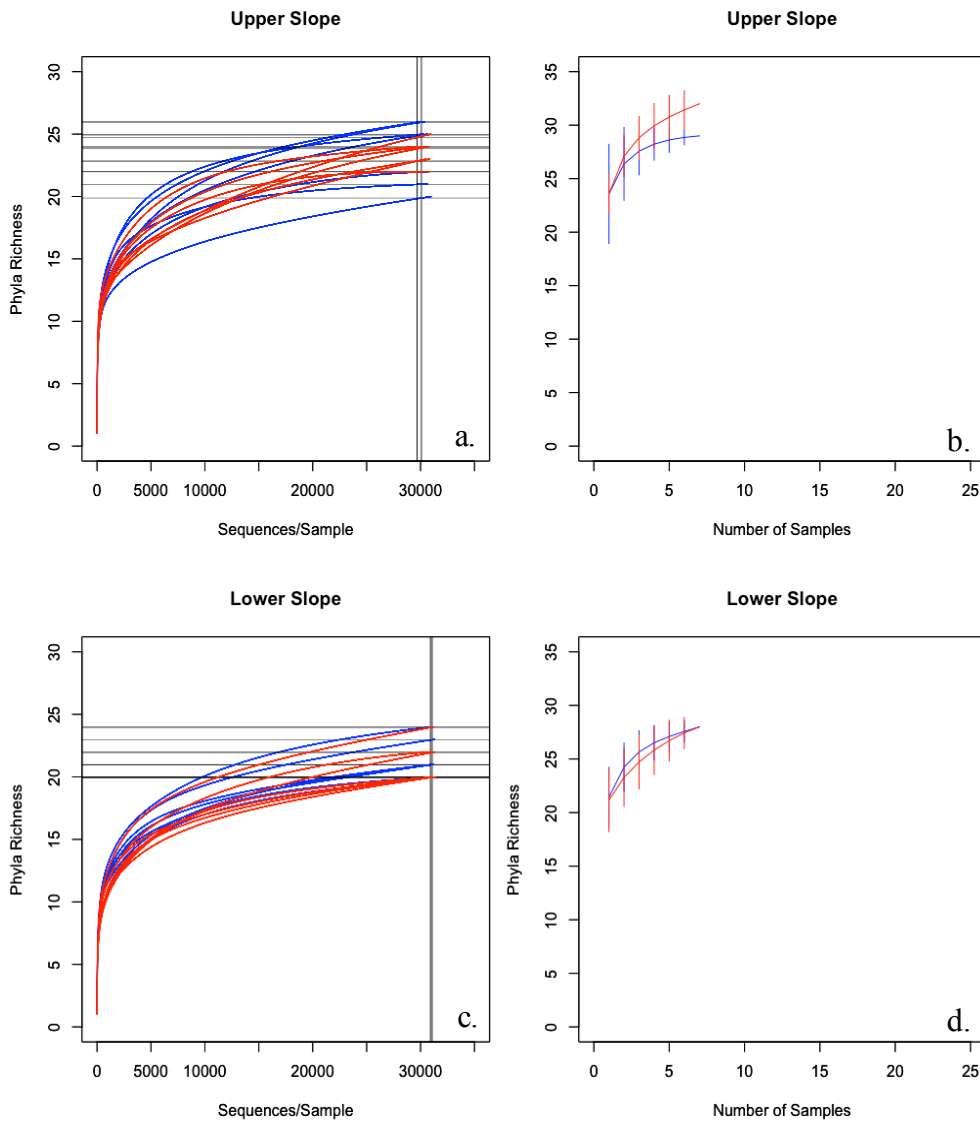 Upper Slope
Phyla Richness
30
25
20
15
10
5
0
0 5000 10000 20000 30000
Sequences/Sample
a.
Upper Slope
35
30
25
20
15
10
5
0
0 5 10 15 20 25
Number of Samples
b.
Lower Slope
Phyla Richness
30
25
20
15
10
5
0
0 5000 10000 20000 30000
Sequences/Sample
c.
Lower Slope
Phyla Richness
35
30
25
20
15
10
5
0
0 5 10 15 20 25
Number of Samples
d.